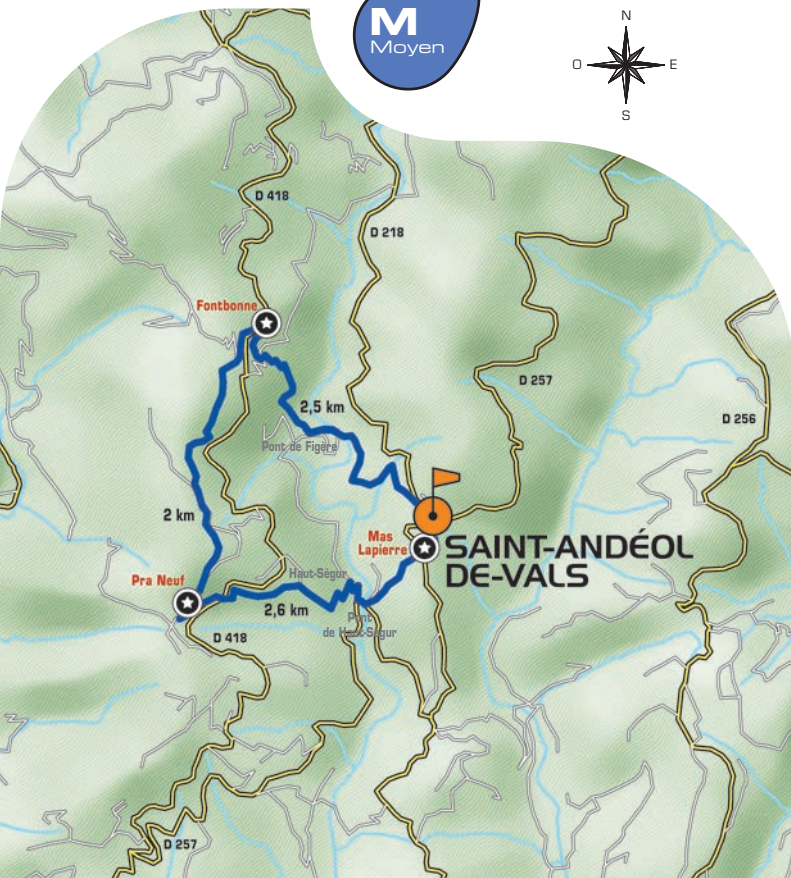 M
Moyen
N
O
E
S
D 418
D 218
Fontbonne
D 257
2,5 km
D 256
Pont de Figère
2 km
Mas
Lapierre
SAINT-ANDÉOL
DE-VALS
Haut-Ségur
Pra Neuf
2,6 km
Pont
de Haut-Ségur
D 418
D 257